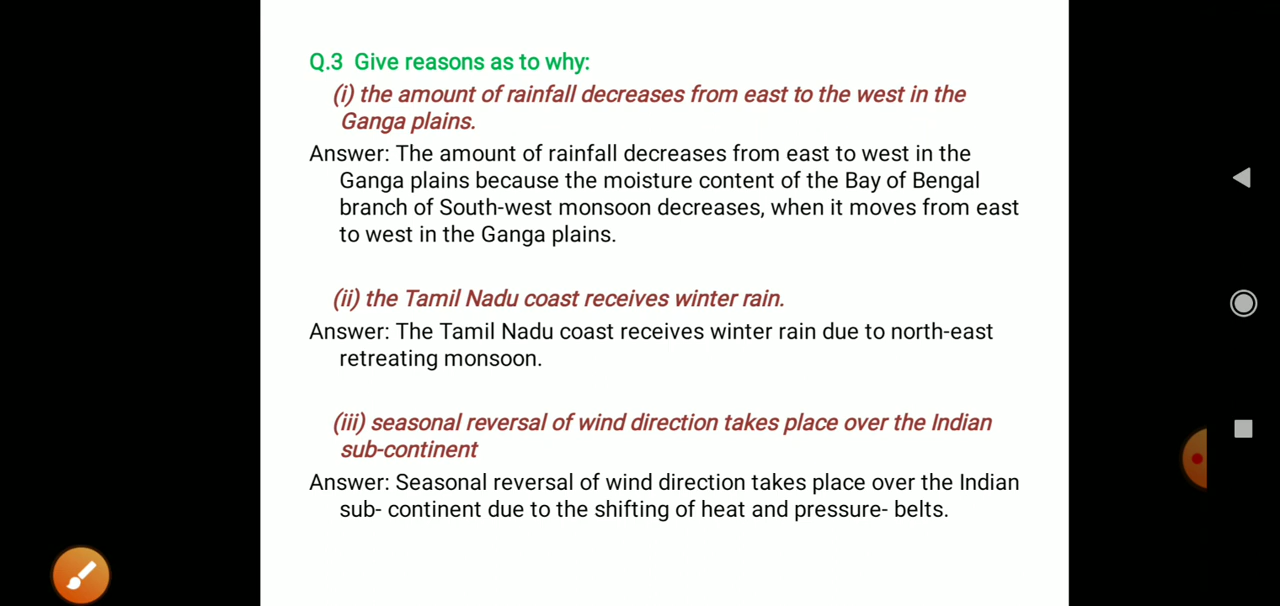 Q.3 Give reasons as to why:
(i) the amount of rainfall decreases from east to the west in the
Ganga plains.
Answer: The amount of rainfall decreases from east to west in the
Ganga plains because the moisture content of the Bay of Bengal
branch of South-west monsoon decreases, when it moves from east
to west in the Ganga plains.
(ii) the Tamil Nadu coast receives winter rain.
Answer: The Tamil Nadu coast receives winter rain due to north-east
retreating monsoon.
(iii) seasonal reversal of wind direction takes place over the Indian
sub-continent
Answer: Seasonal reversal of wind direction takes place over the Indian
sub- continent due to the shifting of heat and pressure- belts.